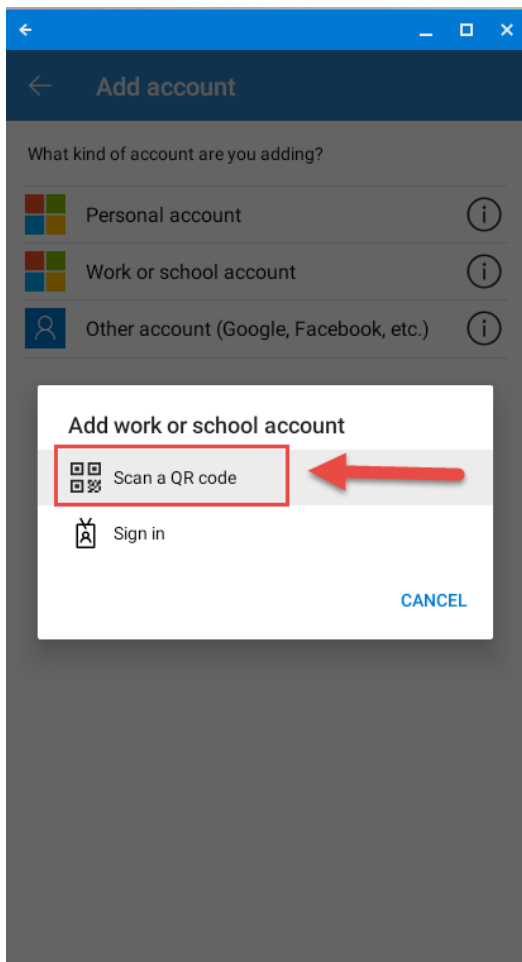 Add account
What kind of account are you adding?
Personal account
Work or school account
Other account (Google, Facebook, etc.)
Add work or school account
Scan a QR code
Sign in
CANCEL